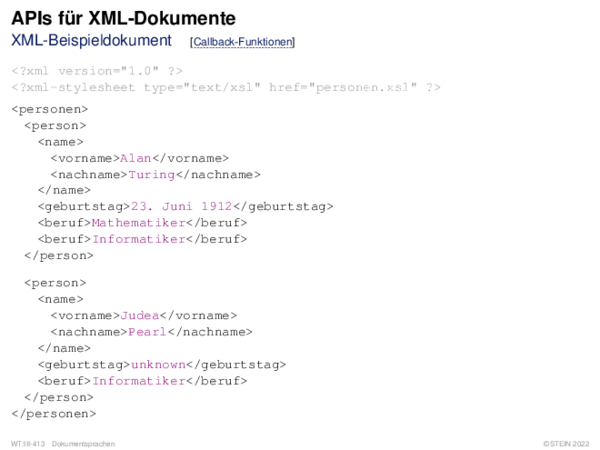 APIs für XML-Dokumente
XML-Beispieldokument [Callback-Funktionen]
<?xml version="1.0" ?>
<?xml-stylesheet type="text/xsl" href="personen.xsl" ?>
<personen>
<person>
<name>
<vorname>Alan</vorname>
<nachname>Turing</nachname>
</name>
<geburtstag>23. Juni 1912</geburtstag>
<beruf>Mathematiker</beruf>
<beruf>Informatiker</beruf>
</person>
<person>
<name>
<vorname>Judea</vorname>
<nachname>Pearl</nachname>
</name>
<geburtstag>unknown</geburtstag>
<beruf>Informatiker</beruf>
</person>
</personen>
WT:III-413 Dokumentsprachen ©STEIN 2022